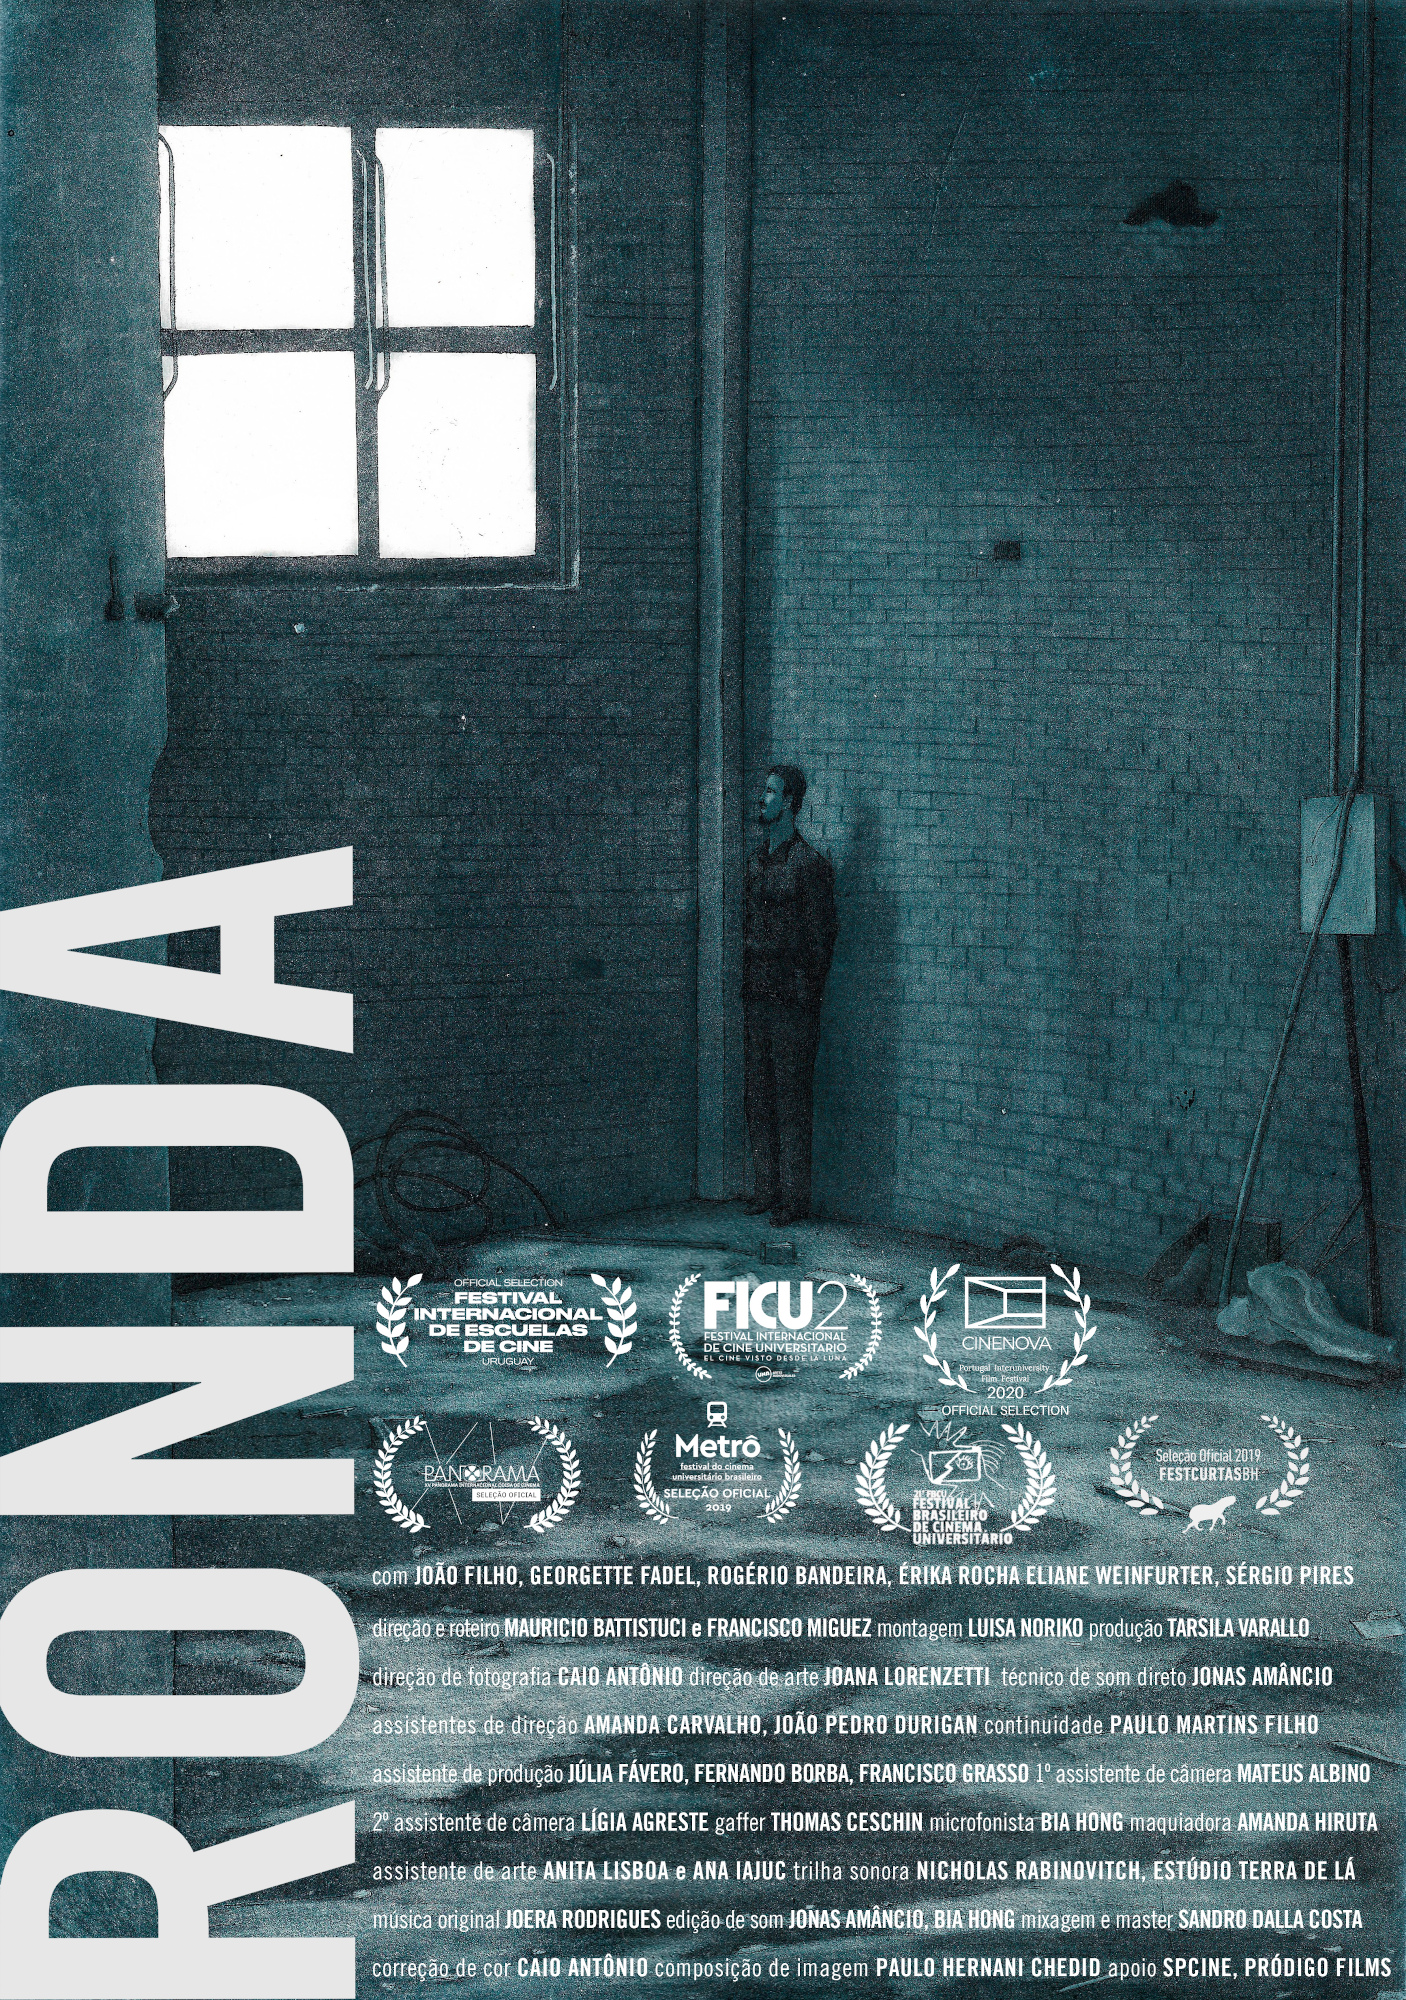 RONDA
OFFICIAL SELECTION
FESTIVAL
INTERNACIONAL
DE ESCUELAS
DE CINE
URUGUAY
FICU2
FESTIVAL INTERNACIONAL
DE CINE UNIVERSITARIO
EL CINE VISTO DESDE LA LUNA
UNA
CINENOVA
Portugal Interuniversity
Film Festival
2020
OFFICIAL SELECTION
PANORAMA
XV PANORAMA INTERNACIONAL COISA DE CINEMA
SELEÇÃO OFICIAL
Metrô
festival do cinema
universitário brasileiro
SELEÇÃO OFICIAL
2019
21º FBCU
FESTIVAL
BRASILEIRO
DE CINEMA
UNIVERSITÁRIO
Seleção Oficial 2019
FESTCURTASBH
com JOÃO FILHO, GEORGETTE FADEL, ROGÉRIO BANDEIRA, ÉRIKA ROCHA ELIANE WEINFURTER, SÉRGIO PIRES
direção e roteiro MAURICIO BATTISTUCI e FRANCISCO MIGUEZ montagem LUISA NORIKO produção TARSILA VARALLO
direção de fotografia CAIO ANTÔNIO direção de arte JOANA LORENZETTI técnico de som direto JONAS AMÂNCIO
assistentes de direção AMANDA CARVALHO, JOÃO PEDRO DURIGAN continuidade PAULO MARTINS FILHO
assistente de produção JÚLIA FÁVERO, FERNANDO BORBA, FRANCISCO GRASSO 1º assistente de câmera MATEUS ALBINO
2º assistente de câmera LÍGIA AGRESTE gaffer THOMAS CESCHIN microfonista BIA HONG maquiadora AMANDA HIRUTA
assistente de arte ANITA LISBOA e ANA IAJUC trilha sonora NICHOLAS RABINOVITCH, ESTÚDIO TERRA DE LÁ
música original JOERA RODRIGUES edição de som JONAS AMÂNCIO, BIA HONG mixagem e master SANDRO DALLA COSTA
correção de cor CAIO ANTÔNIO composição de imagem PAULO HERNANI CHEDID apoio SPCINE, PRÓDIGO FILMS